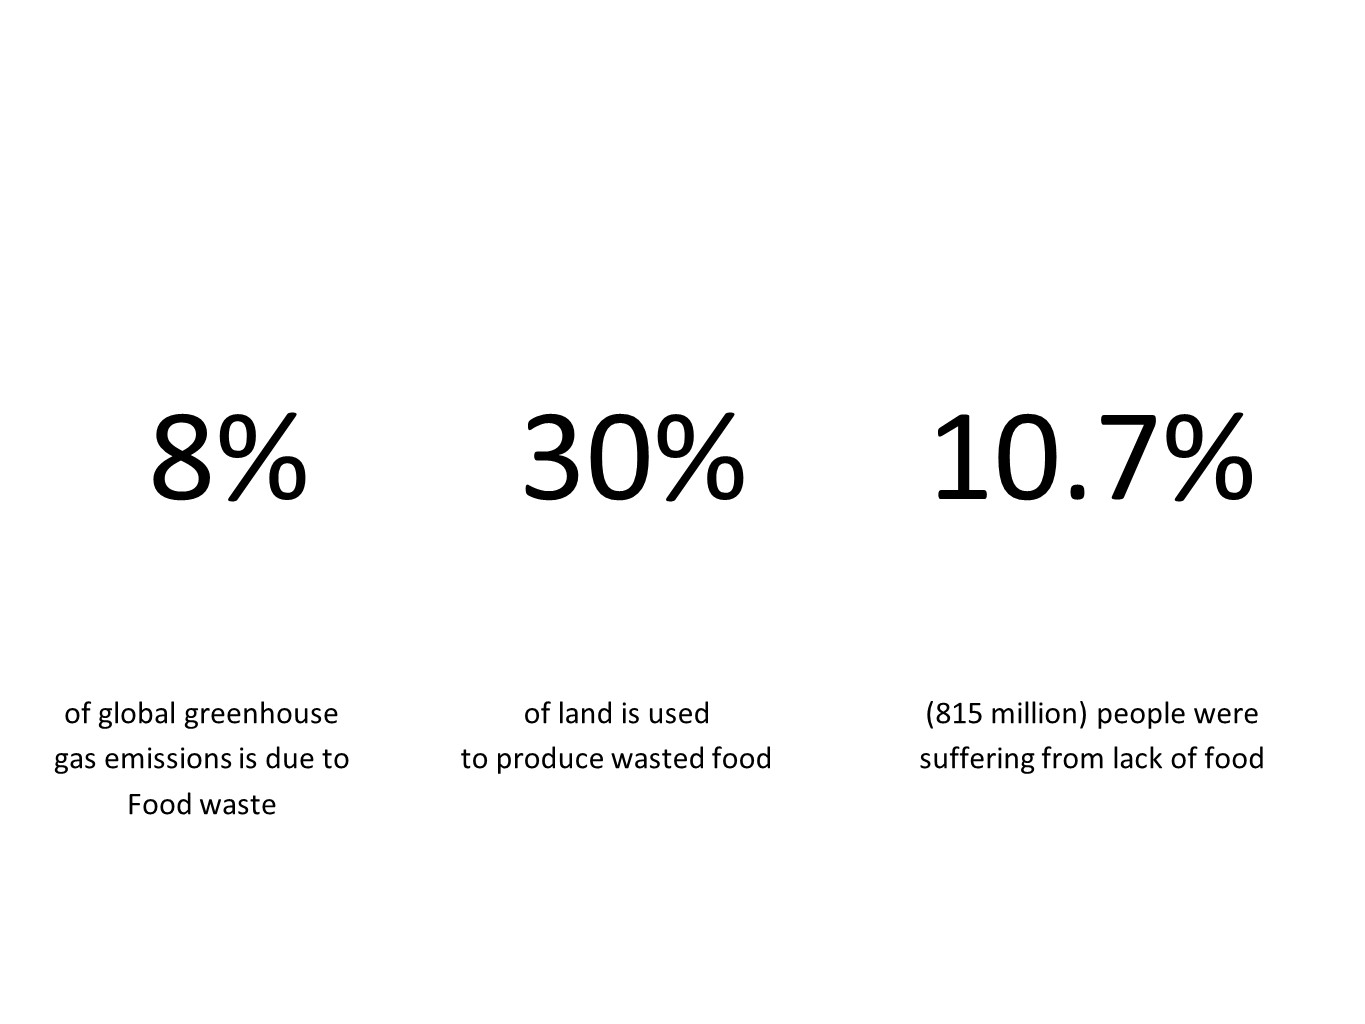 8%
30%
10.7%
of global greenhouse
gas emissions is due to
Food waste
of land is used
to produce wasted food
(815 million) people were
suffering from lack of food